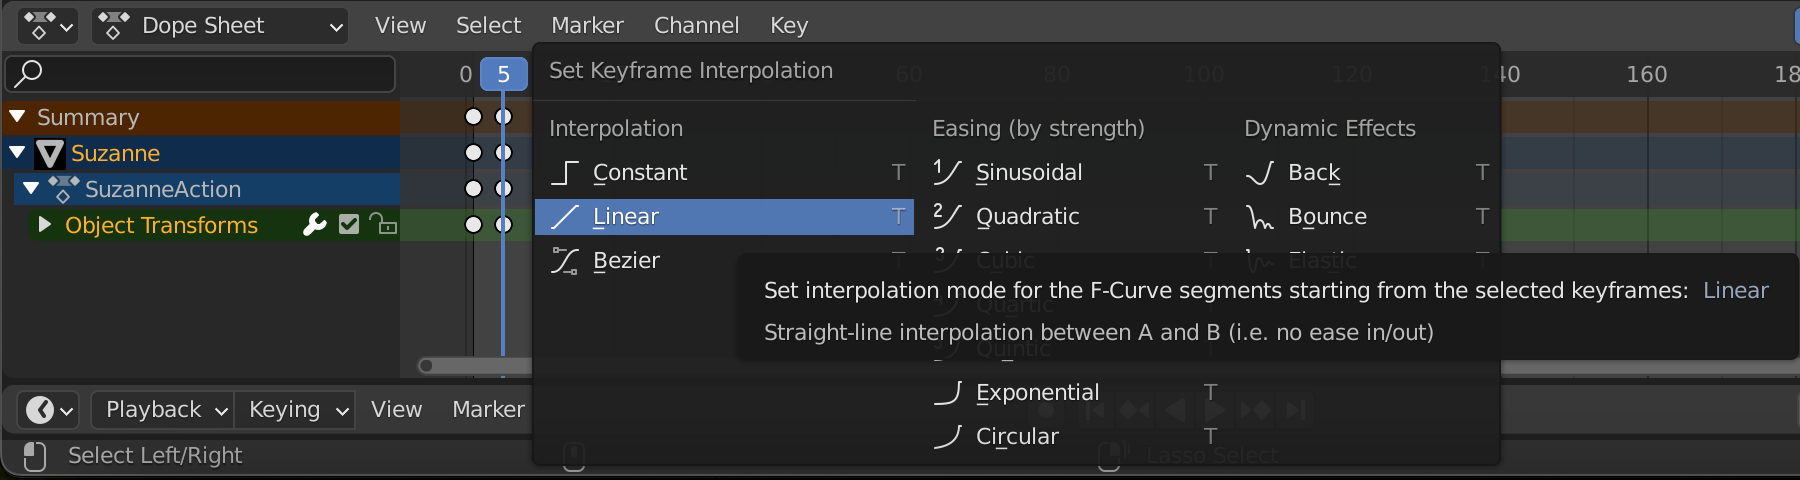 Dope Sheet View Select Marker Channel Key
0 5 60 80 100 120 140 160 18
Set Keyframe Interpolation
Summary
Interpolation Easing (by strength) Dynamic Effects
Suzanne
Constant T Sinusoidal T Back T
SuzanneAction
Linear T Quadratic T Bounce T
Object Transforms
Bezier T Cubic T Elastic T
Set interpolation mode for the F-Curve segments starting from the selected keyframes: Linear
Quartic
Straight-line interpolation between A and B (i.e. no ease in/out)
Quintic
Exponential T
Playback Keying View Marker
Circular T
Select Left/Right Lasso Select